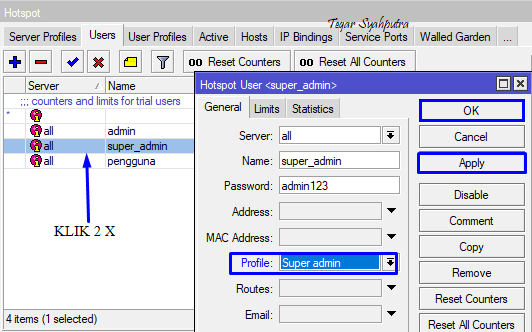 Hotspot
Tegar Syahputra
Server Profiles Users User Profiles Active Hosts IP Bindings Service Ports Walled Garden ...
00 Reset Counters 00 Reset All Counters
Server / Name
;;; counters and limits for trial users
*
all admin
all super_admin
all pengguna
KLIK 2 X
4 items (1 selected)
Hotspot User <super_admin>
General Limits Statistics
Server: all
Name: super_admin
Password: admin123
Address:
MAC Address:
Profile: Super admin
Routes:
Email:
OK
Cancel
Apply
Disable
Comment
Copy
Remove
Reset Counters
Reset All Counters